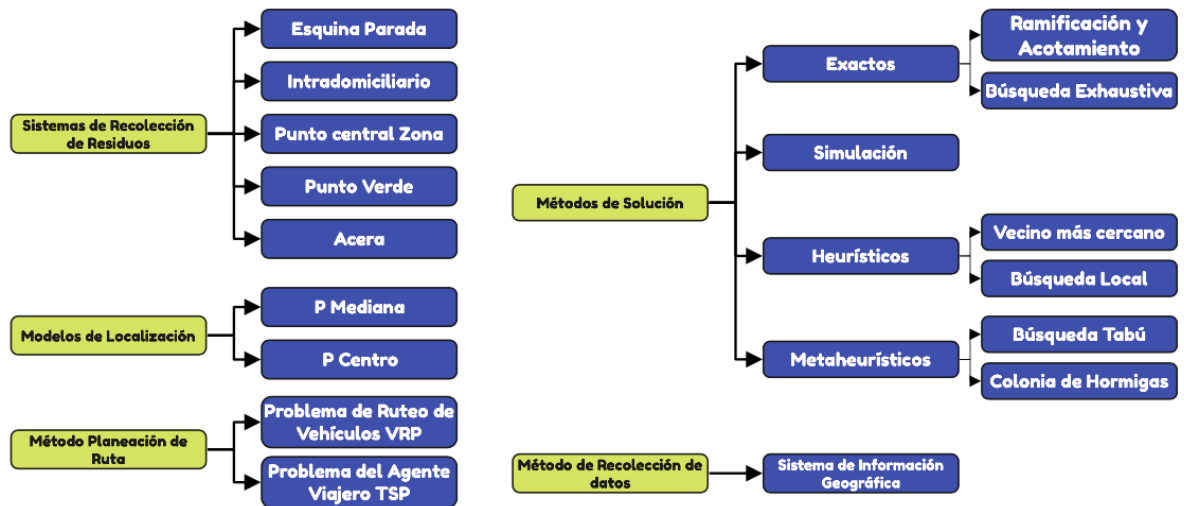 Sistemas de Recolección
de Residuos
Esquina Parada
Intradomiciliario
Punto central Zona
Punto Verde
Acera
Modelos de Localización
P Mediana
P Centro
Método Planeación de
Ruta
Problema de Ruteo de
Vehículos VRP
Problema del Agente
Viajero TSP
Métodos de Solución
Exactos
Ramificación y
Acotamiento
Búsqueda Exhaustiva
Simulación
Heurísticos
Vecino más cercano
Búsqueda Local
Metaheurísticos
Búsqueda Tabú
Colonia de Hormigas
Método de Recolección de
datos
Sistema de Información
Geográfica